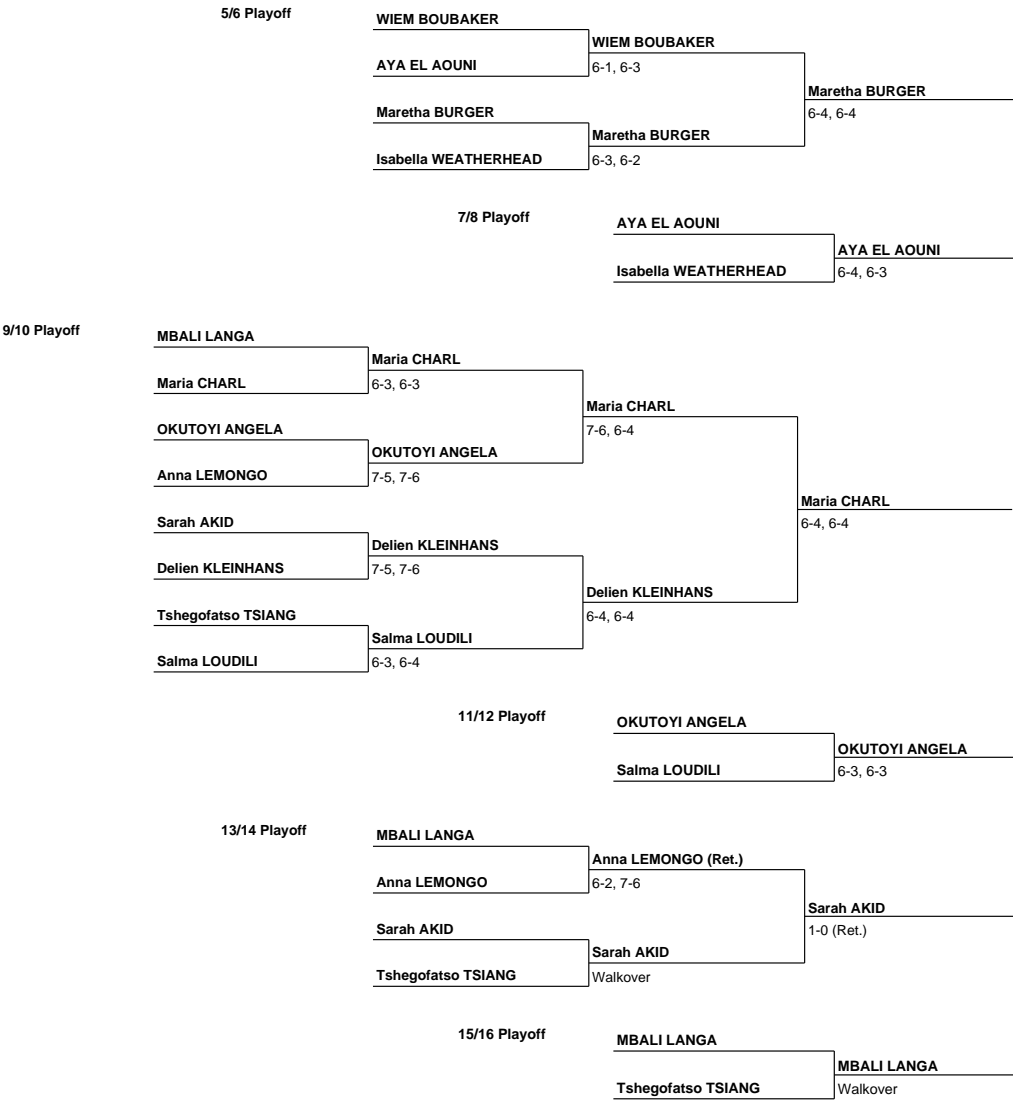 5/6 Playoff
WIEM BOUBAKER
WIEM BOUBAKER
AYA EL AOUNI
6-1, 6-3
Maretha BURGER
Maretha BURGER
6-4, 6-4
Maretha BURGER
Isabella WEATHERHEAD
6-3, 6-2
7/8 Playoff
AYA EL AOUNI
AYA EL AOUNI
Isabella WEATHERHEAD
6-4, 6-3
9/10 Playoff
MBALI LANGA
Maria CHARL
Maria CHARL
6-3, 6-3
Maria CHARL
OKUTOYI ANGELA
7-6, 6-4
OKUTOYI ANGELA
Anna LEMONGO
7-5, 7-6
Maria CHARL
Sarah AKID
6-4, 6-4
Delien KLEINHANS
Delien KLEINHANS
7-5, 7-6
Delien KLEINHANS
Tshegofatso TSIANG
6-4, 6-4
Salma LOUDILI
Salma LOUDILI
6-3, 6-4
11/12 Playoff
OKUTOYI ANGELA
OKUTOYI ANGELA
Salma LOUDILI
6-3, 6-3
13/14 Playoff
MBALI LANGA
Anna LEMONGO (Ret.)
Anna LEMONGO
6-2, 7-6
Sarah AKID
Sarah AKID
1-0 (Ret.)
Sarah AKID
Tshegofatso TSIANG
Walkover
15/16 Playoff
MBALI LANGA
MBALI LANGA
Tshegofatso TSIANG
Walkover